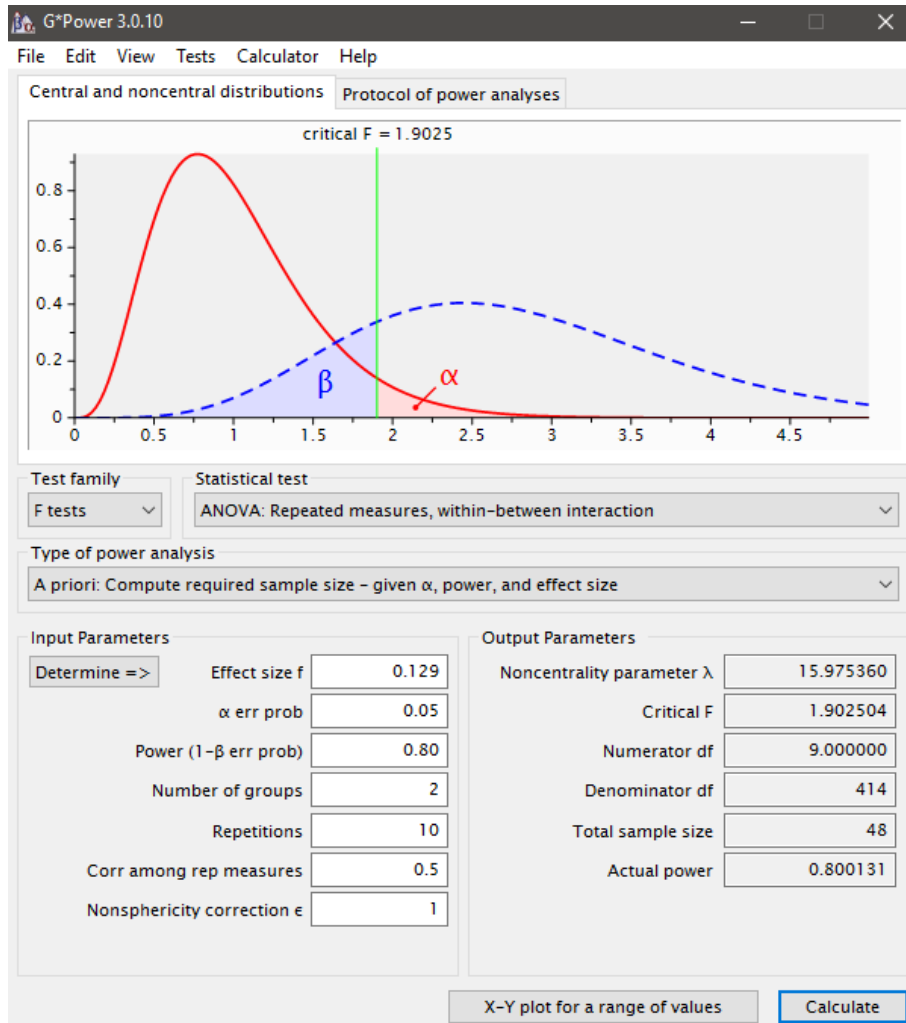 G*Power 3.0.10
File Edit View Tests Calculator Help
Central and noncentral distributions Protocol of power analyses
critical F = 1.9025
0.8
0.6
0.4
0.2
0
β
α
0 0.5 1 1.5 2 2.5 3 3.5 4 4.5
Test family Statistical test
F tests ANOVA: Repeated measures, within-between interaction
Type of power analysis
A priori: Compute required sample size - given α, power, and effect size
Input Parameters
Determine => Effect size f 0.129
α err prob 0.05
Power (1-β err prob) 0.80
Number of groups 2
Repetitions 10
Corr among rep measures 0.5
Nonsphericity correction ϵ 1
Output Parameters
Noncentrality parameter λ 15.975360
Critical F 1.902504
Numerator df 9.000000
Denominator df 414
Total sample size 48
Actual power 0.800131
X-Y plot for a range of values Calculate